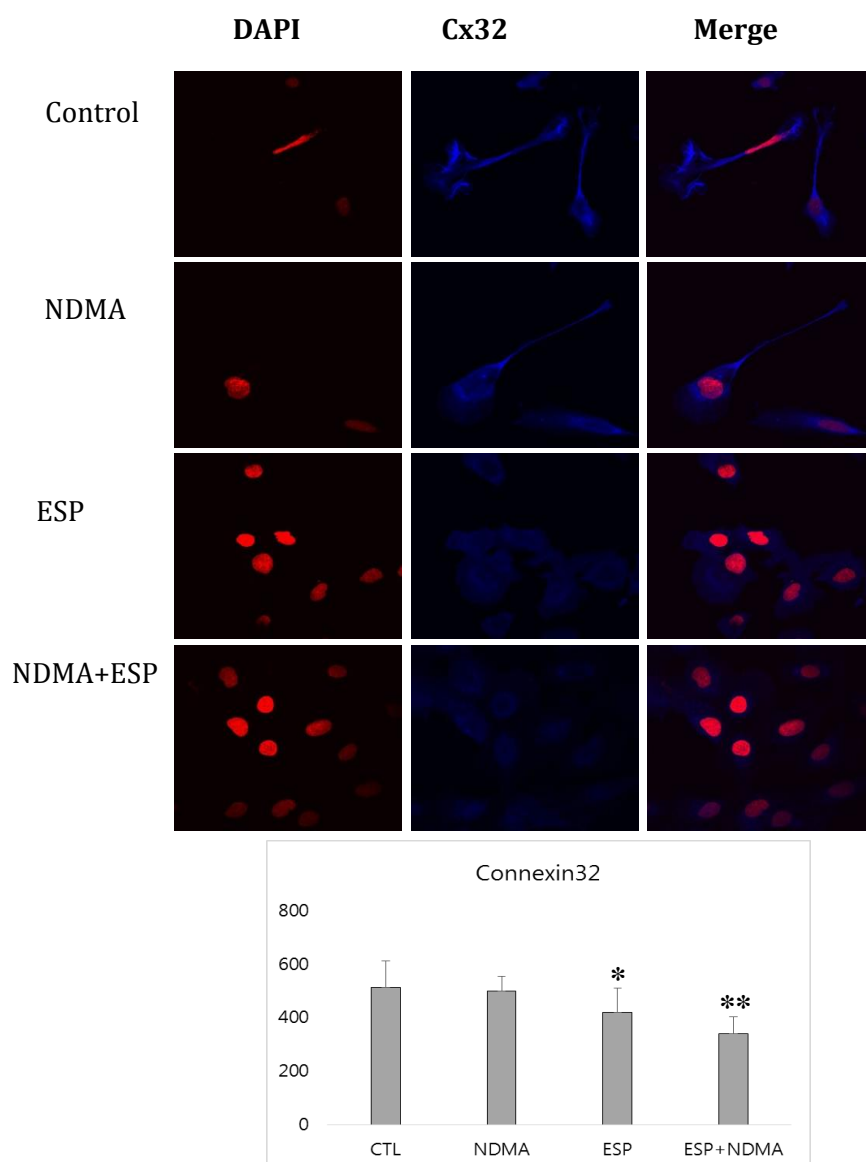 DAPI Cx32 Merge
Control
NDMA
ESP
NDMA+ESP
Connexin32
800
600
400
200
0
*
**
CTL NDMA ESP ESP+NDMA